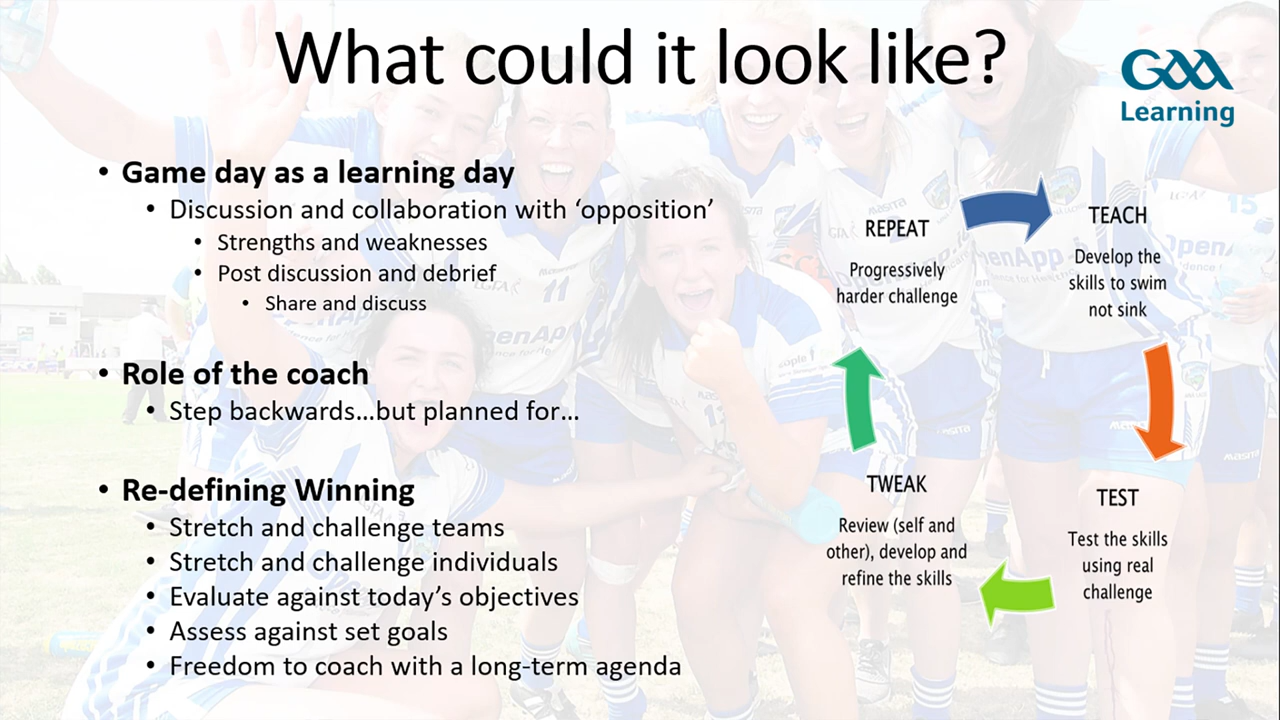 What could it look like?
GAA
Learning
• Game day as a learning day
• Discussion and collaboration with ‘opposition’
• Strengths and weaknesses
• Post discussion and debrief
• Share and discuss
• Role of the coach
• Step backwards…but planned for…
• Re-defining Winning
• Stretch and challenge teams
• Stretch and challenge individuals
• Evaluate against today’s objectives
• Assess against set goals
• Freedom to coach with a long-term agenda
REPEAT
Progressively
harder challenge
TEACH
Develop the
skills to swim
not sink
TWEAK
Review (self and
other), develop and
refine the skills
TEST
Test the skills
using real
challenge
11
OpenApp
15